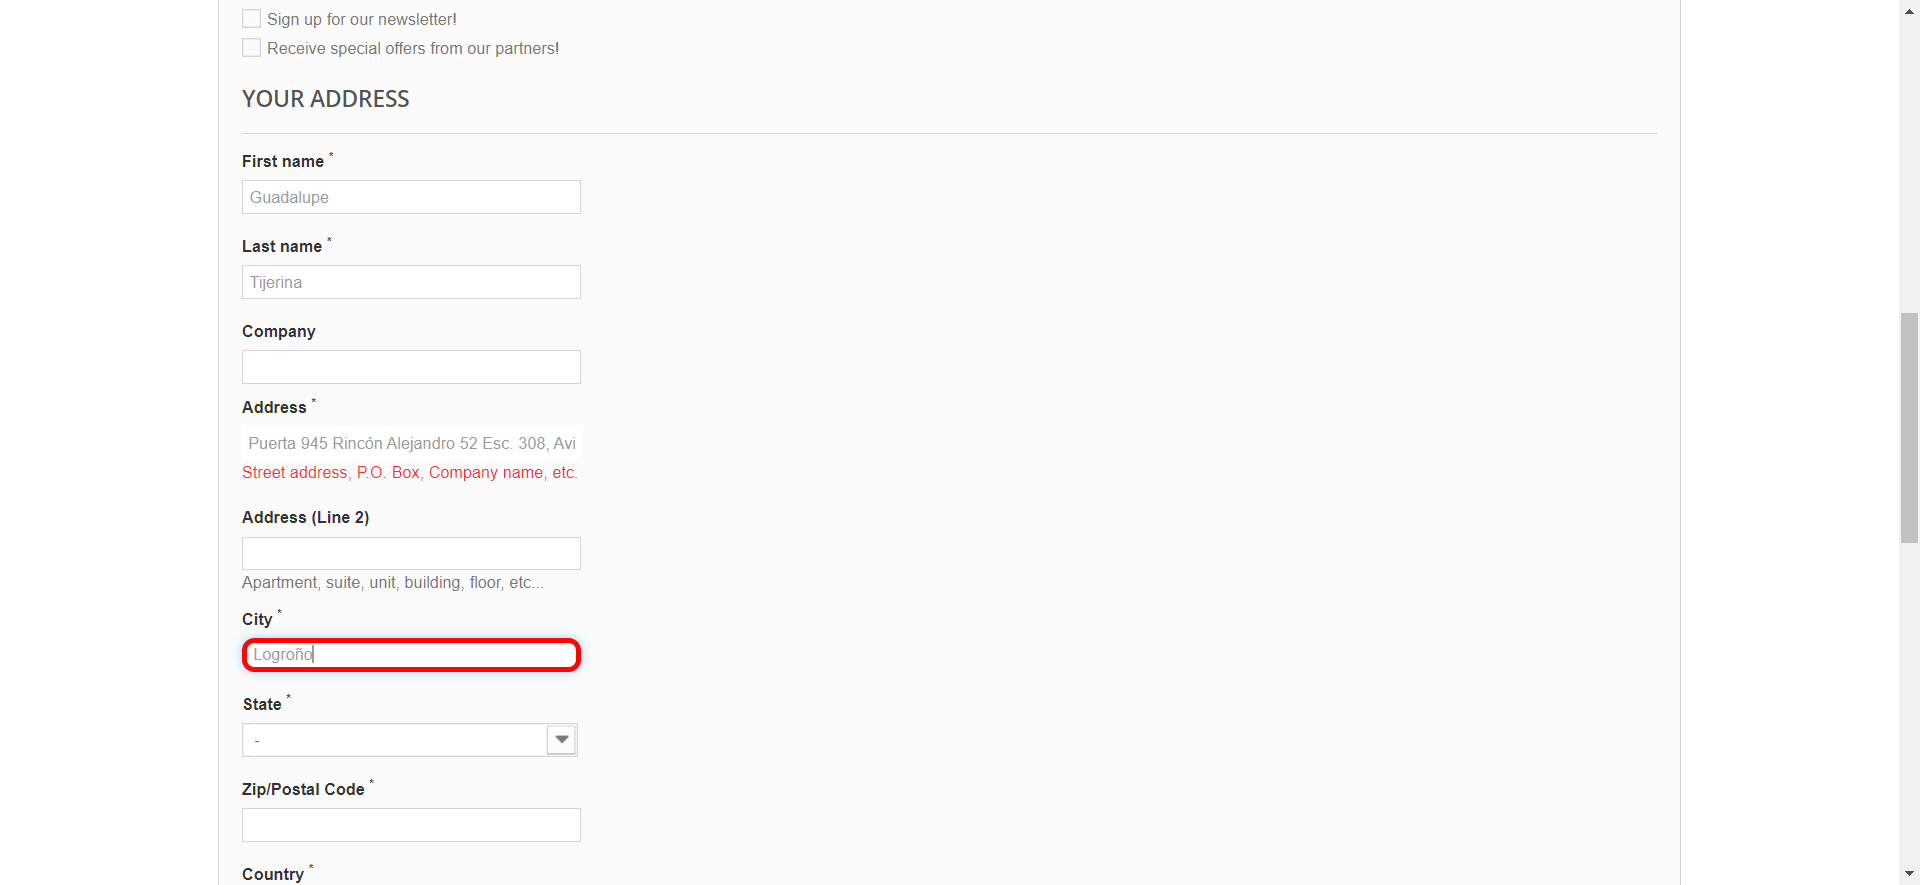 Sign up for our newsletter!
Receive special offers from our partners!
YOUR ADDRESS
First name *
Guadalupe
Last name *
Tijerina
Company
Address *
Puerta 945 Rincón Alejandro 52 Esc. 308, Avi
Street address, P.O. Box, Company name, etc.
Address (Line 2)
Apartment, suite, unit, building, floor, etc...
City *
Logroño
State *
-
Zip/Postal Code *
Country *